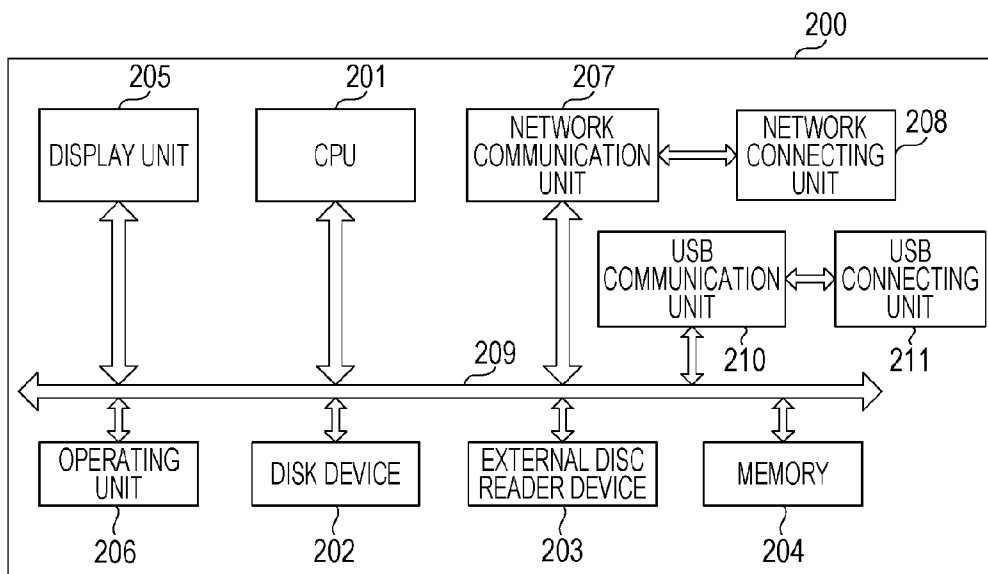 200
205
201
207
208
DISPLAY UNIT
CPU
NETWORK
COMMUNICATION
UNIT
NETWORK
CONNECTING
UNIT
USB
COMMUNICATION
UNIT
USB
CONNECTING
UNIT
209
210
211
OPERATING
UNIT
DISK DEVICE
EXTERNAL DISC
READER DEVICE
MEMORY
206
202
203
204